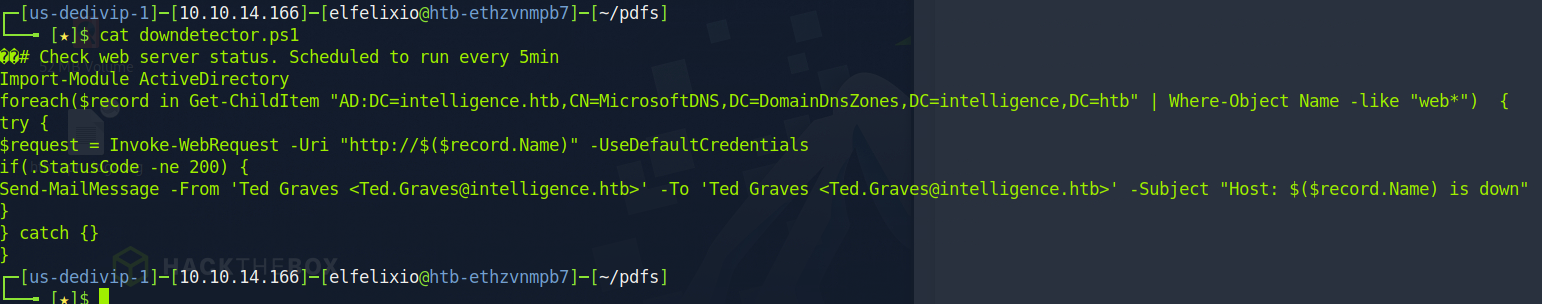 ┌─[us-dedivip-1]─[10.10.14.166]─[elfelixio@htb-ethzvnmpb7]─[~/pdfs]
└──╼ [★]$ cat downdetector.ps1
��# Check web server status. Scheduled to run every 5min
Import-Module ActiveDirectory
foreach($record in Get-ChildItem "AD:DC=intelligence.htb,CN=MicrosoftDNS,DC=DomainDnsZones,DC=intelligence,DC=htb" | Where-Object Name -like "web*")  {
try {
$request = Invoke-WebRequest -Uri "http://$($record.Name)" -UseDefaultCredentials
if(.StatusCode -ne 200) {
Send-MailMessage -From 'Ted Graves <Ted.Graves@intelligence.htb>' -To 'Ted Graves <Ted.Graves@intelligence.htb>' -Subject "Host: $($record.Name) is down"
}
} catch {}
}
HACKTHEBOX
┌─[us-dedivip-1]─[10.10.14.166]─[elfelixio@htb-ethzvnmpb7]─[~/pdfs]
└──╼ [★]$